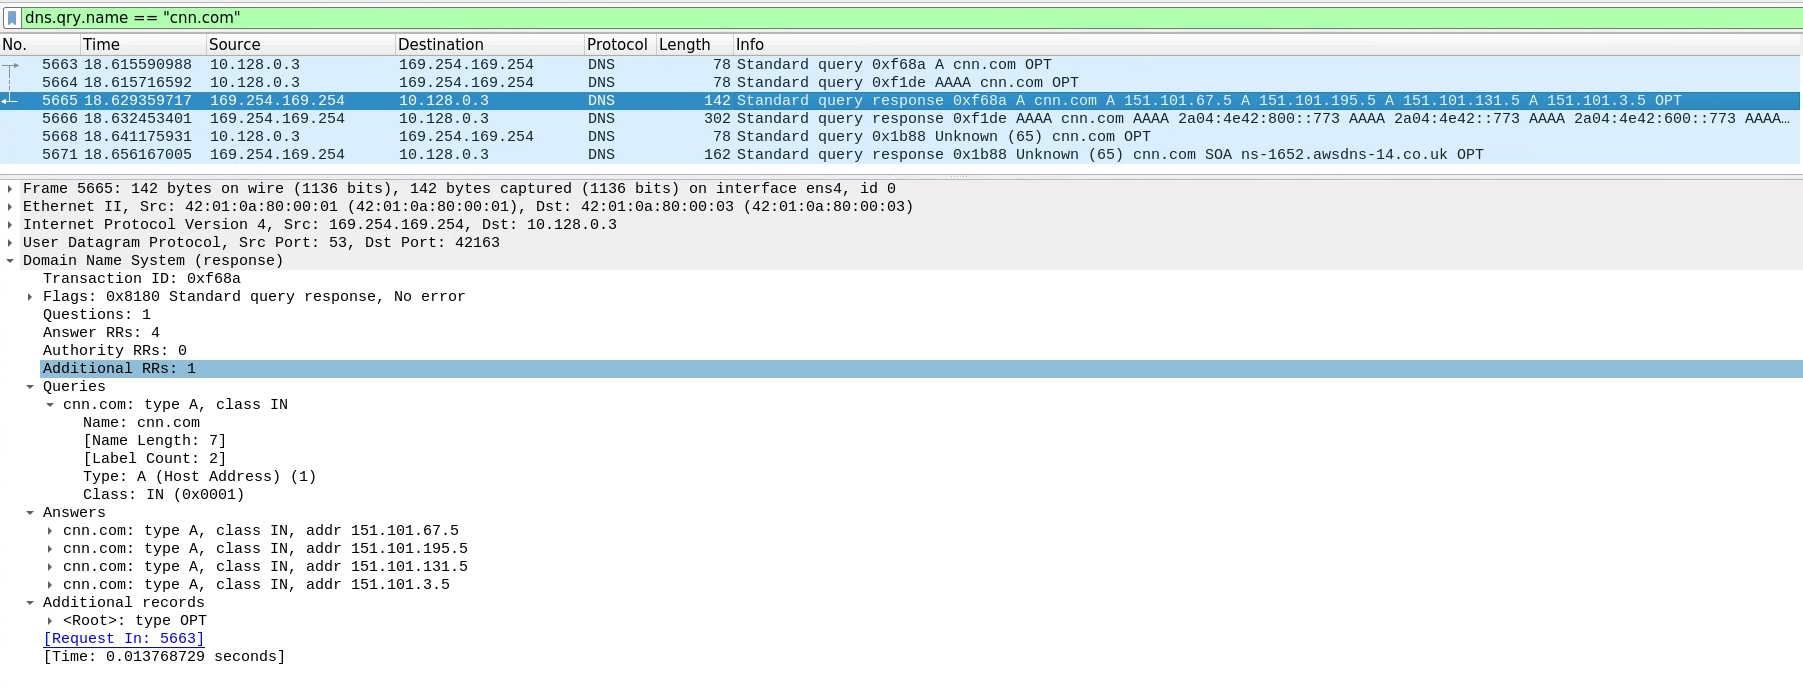 dns.qry.name == "cnn.com"
No. Time Source Destination Protocol Length Info
5663 18.615590988 10.128.0.3 169.254.169.254 DNS 78 Standard query 0xf68a A cnn.com OPT
5664 18.615716592 10.128.0.3 169.254.169.254 DNS 78 Standard query 0xf1de AAAA cnn.com OPT
5665 18.629359717 169.254.169.254 10.128.0.3 DNS 142 Standard query response 0xf68a A cnn.com A 151.101.67.5 A 151.101.195.5 A 151.101.131.5 A 151.101.3.5 OPT
5666 18.632453401 169.254.169.254 10.128.0.3 DNS 302 Standard query response 0xf1de AAAA cnn.com AAAA 2a04:4e42:800::773 AAAA 2a04:4e42::773 AAAA 2a04:4e42:600::773 AAAA…
5668 18.641175931 10.128.0.3 169.254.169.254 DNS 78 Standard query 0x1b88 Unknown (65) cnn.com OPT
5671 18.656167005 169.254.169.254 10.128.0.3 DNS 162 Standard query response 0x1b88 Unknown (65) cnn.com SOA ns-1652.awsdns-14.co.uk OPT
Frame 5665: 142 bytes on wire (1136 bits), 142 bytes captured (1136 bits) on interface ens4, id 0
Ethernet II, Src: 42:01:0a:80:00:01 (42:01:0a:80:00:01), Dst: 42:01:0a:80:00:03 (42:01:0a:80:00:03)
Internet Protocol Version 4, Src: 169.254.169.254, Dst: 10.128.0.3
User Datagram Protocol, Src Port: 53, Dst Port: 42163
Domain Name System (response)
Transaction ID: 0xf68a
Flags: 0x8180 Standard query response, No error
Questions: 1
Answer RRs: 4
Authority RRs: 0
Additional RRs: 1
Queries
cnn.com: type A, class IN
Name: cnn.com
[Name Length: 7]
[Label Count: 2]
Type: A (Host Address) (1)
Class: IN (0x0001)
Answers
cnn.com: type A, class IN, addr 151.101.67.5
cnn.com: type A, class IN, addr 151.101.195.5
cnn.com: type A, class IN, addr 151.101.131.5
cnn.com: type A, class IN, addr 151.101.3.5
Additional records
<Root>: type OPT
[Request In: 5663]
[Time: 0.013768729 seconds]